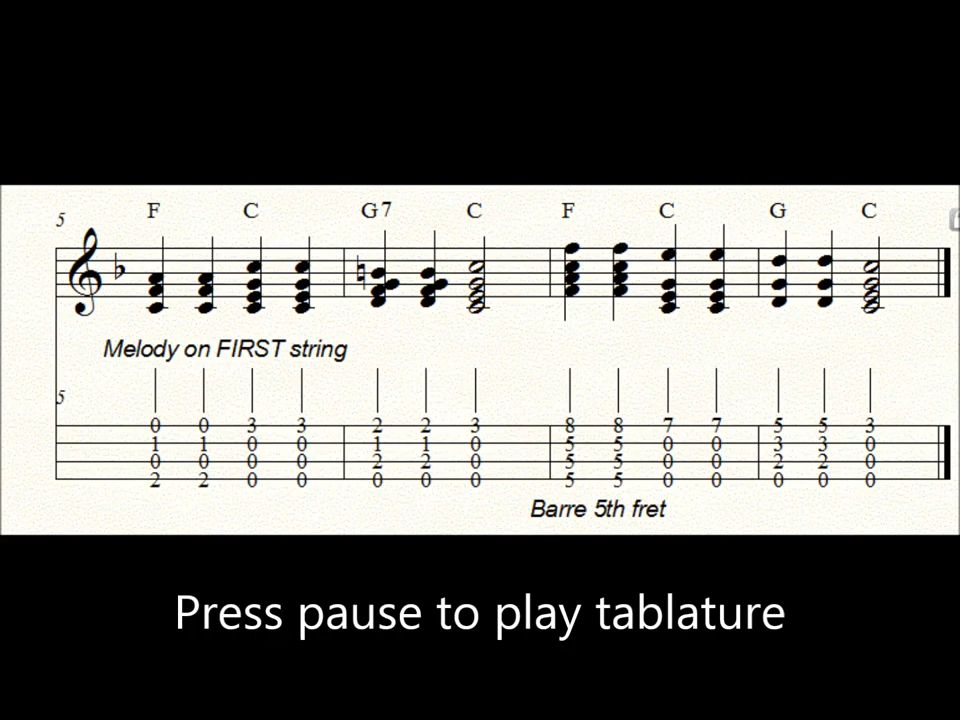 5 F C G7 C F C G C
Melody on FIRST string
5
0 0 3 3 2 2 3 8 8 7 7 5 5 3
1 1 0 0 1 1 0 5 5 0 0 3 3 0
0 0 0 0 2 2 0 5 5 0 0 2 2 0
2 2 0 0 0 0 0 5 5 0 0 0 0 0
Barre 5th fret
Press pause to play tablature